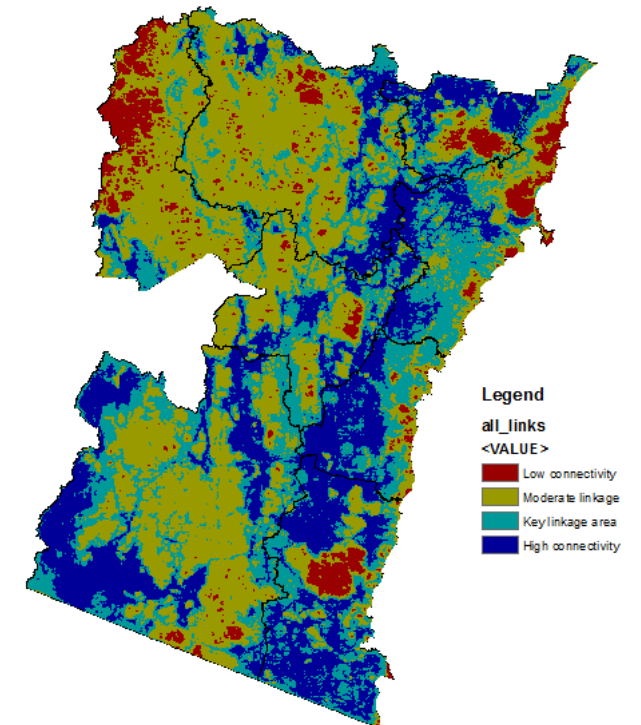 Legend
all_links
<VALUE>
Low connectivity
Moderate linkage
Key linkage area
High connectivity